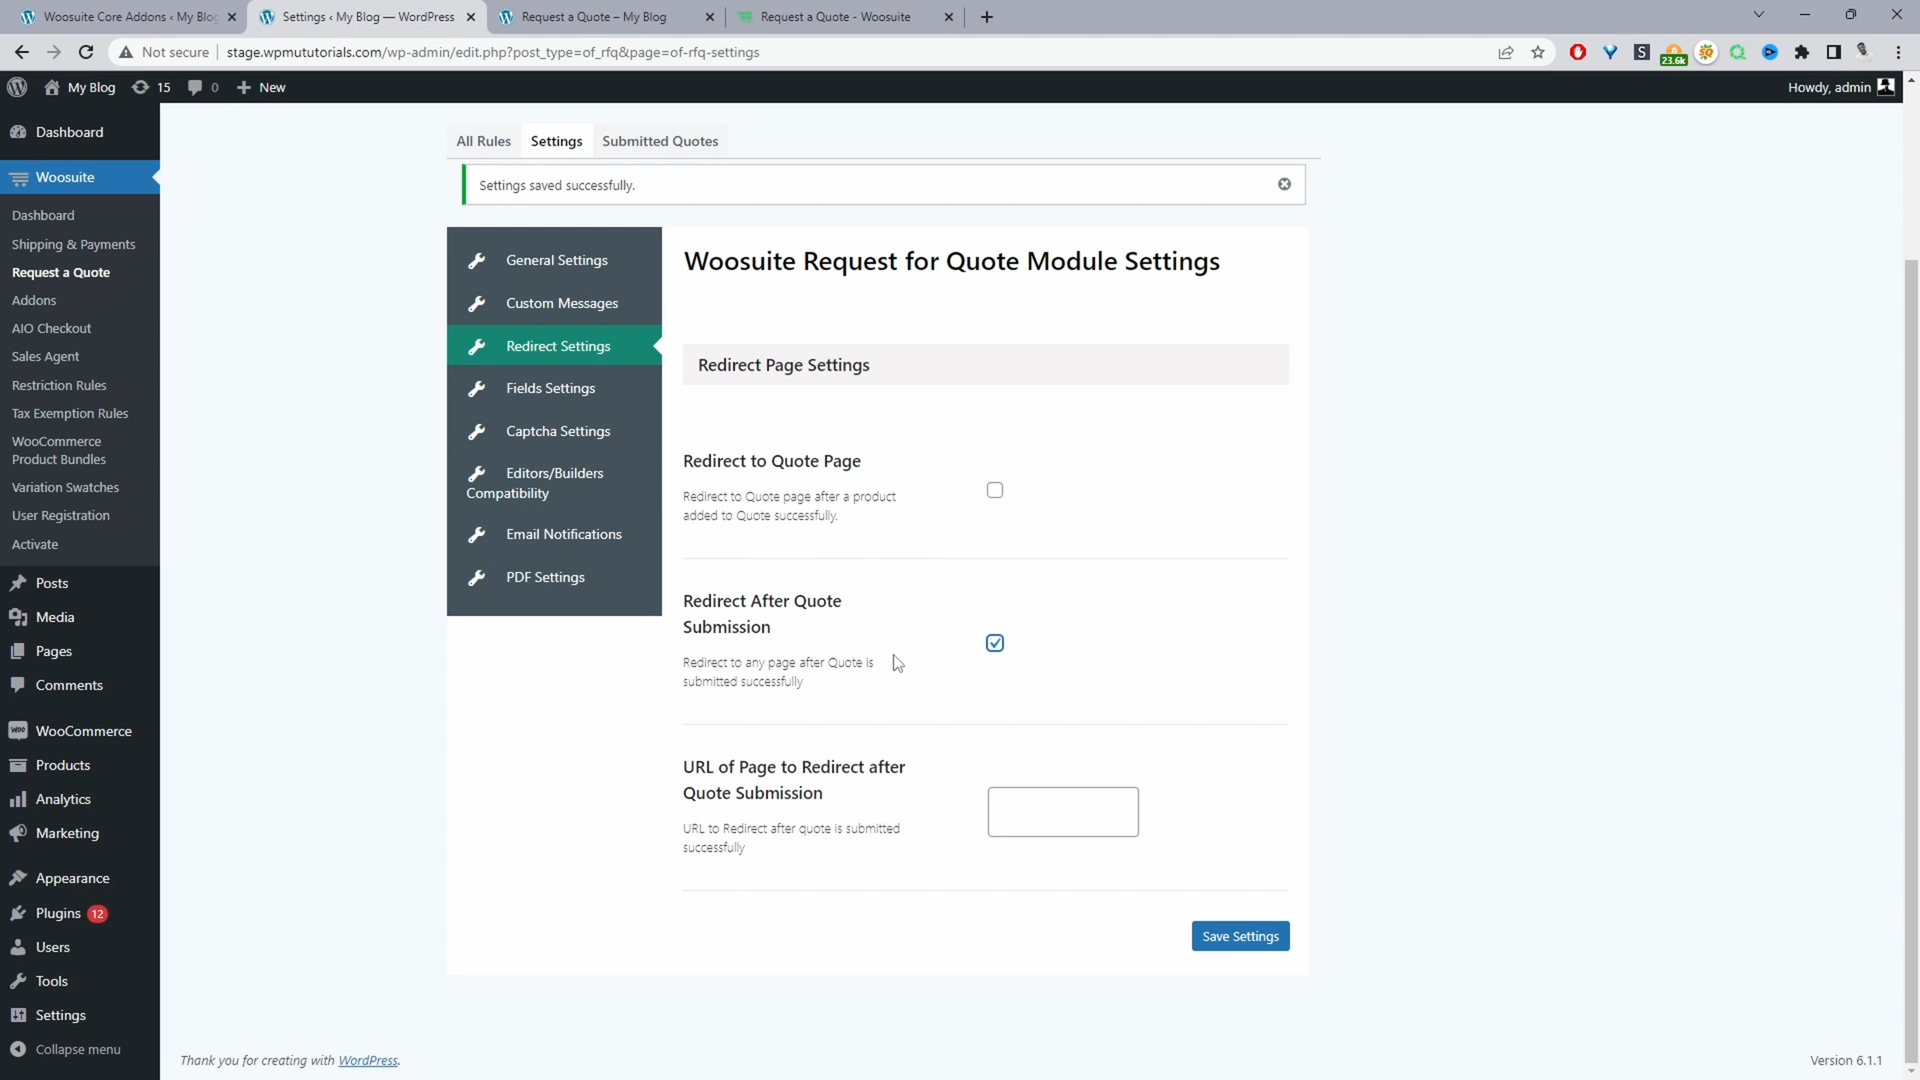 Woosuite Core Addons ‹ My Blog
Settings ‹ My Blog — WordPress
Request a Quote – My Blog
Request a Quote - Woosuite
Not secure
stage.wpmututorials.com/wp-admin/edit.php?post_type=of_rfq&page=of-rfq-settings
23.6k
My Blog
15
0
New
Howdy, admin
Dashboard
Woosuite
Dashboard
Shipping & Payments
Request a Quote
Addons
AIO Checkout
Sales Agent
Restriction Rules
Tax Exemption Rules
WooCommerce
Product Bundles
Variation Swatches
User Registration
Activate
Posts
Media
Pages
Comments
WooCommerce
Products
Analytics
Marketing
Appearance
Plugins 12
Users
Tools
Settings
Collapse menu
All Rules
Settings
Submitted Quotes
Settings saved successfully.
General Settings
Custom Messages
Redirect Settings
Fields Settings
Captcha Settings
Editors/Builders
Compatibility
Email Notifications
PDF Settings
Woosuite Request for Quote Module Settings
Redirect Page Settings
Redirect to Quote Page
Redirect to Quote page after a product
added to Quote successfully.
Redirect After Quote
Submission
Redirect to any page after Quote is
submitted successfully
URL of Page to Redirect after
Quote Submission
URL to Redirect after quote is submitted
successfully
Save Settings
Thank you for creating with WordPress.
Version 6.1.1